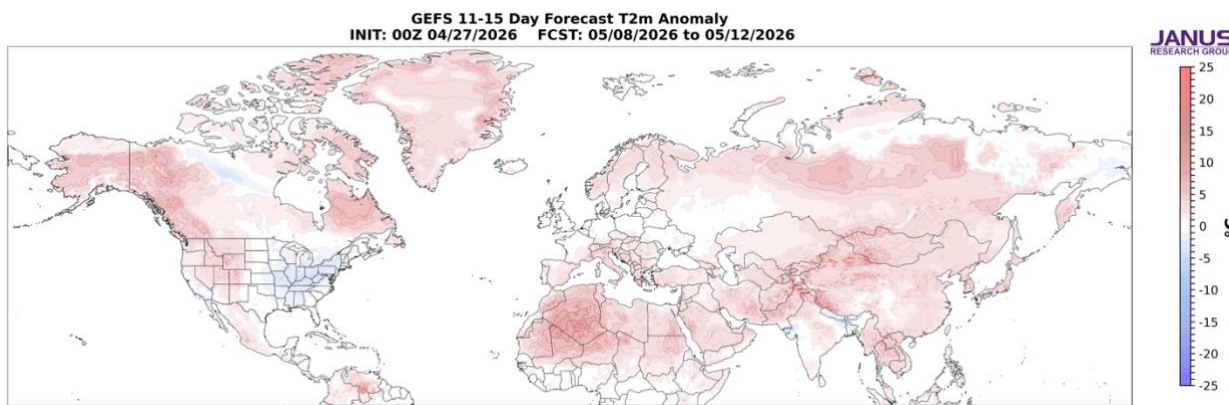 GEFS 11-15 Day Forecast T2m Anomaly
INIT: 00Z 04/27/2026    FCST: 05/08/2026 to 05/12/2026
JANUS
RESEARCH GROUP
25
20
15
10
5
0
-5
-10
-15
-20
-25
°C